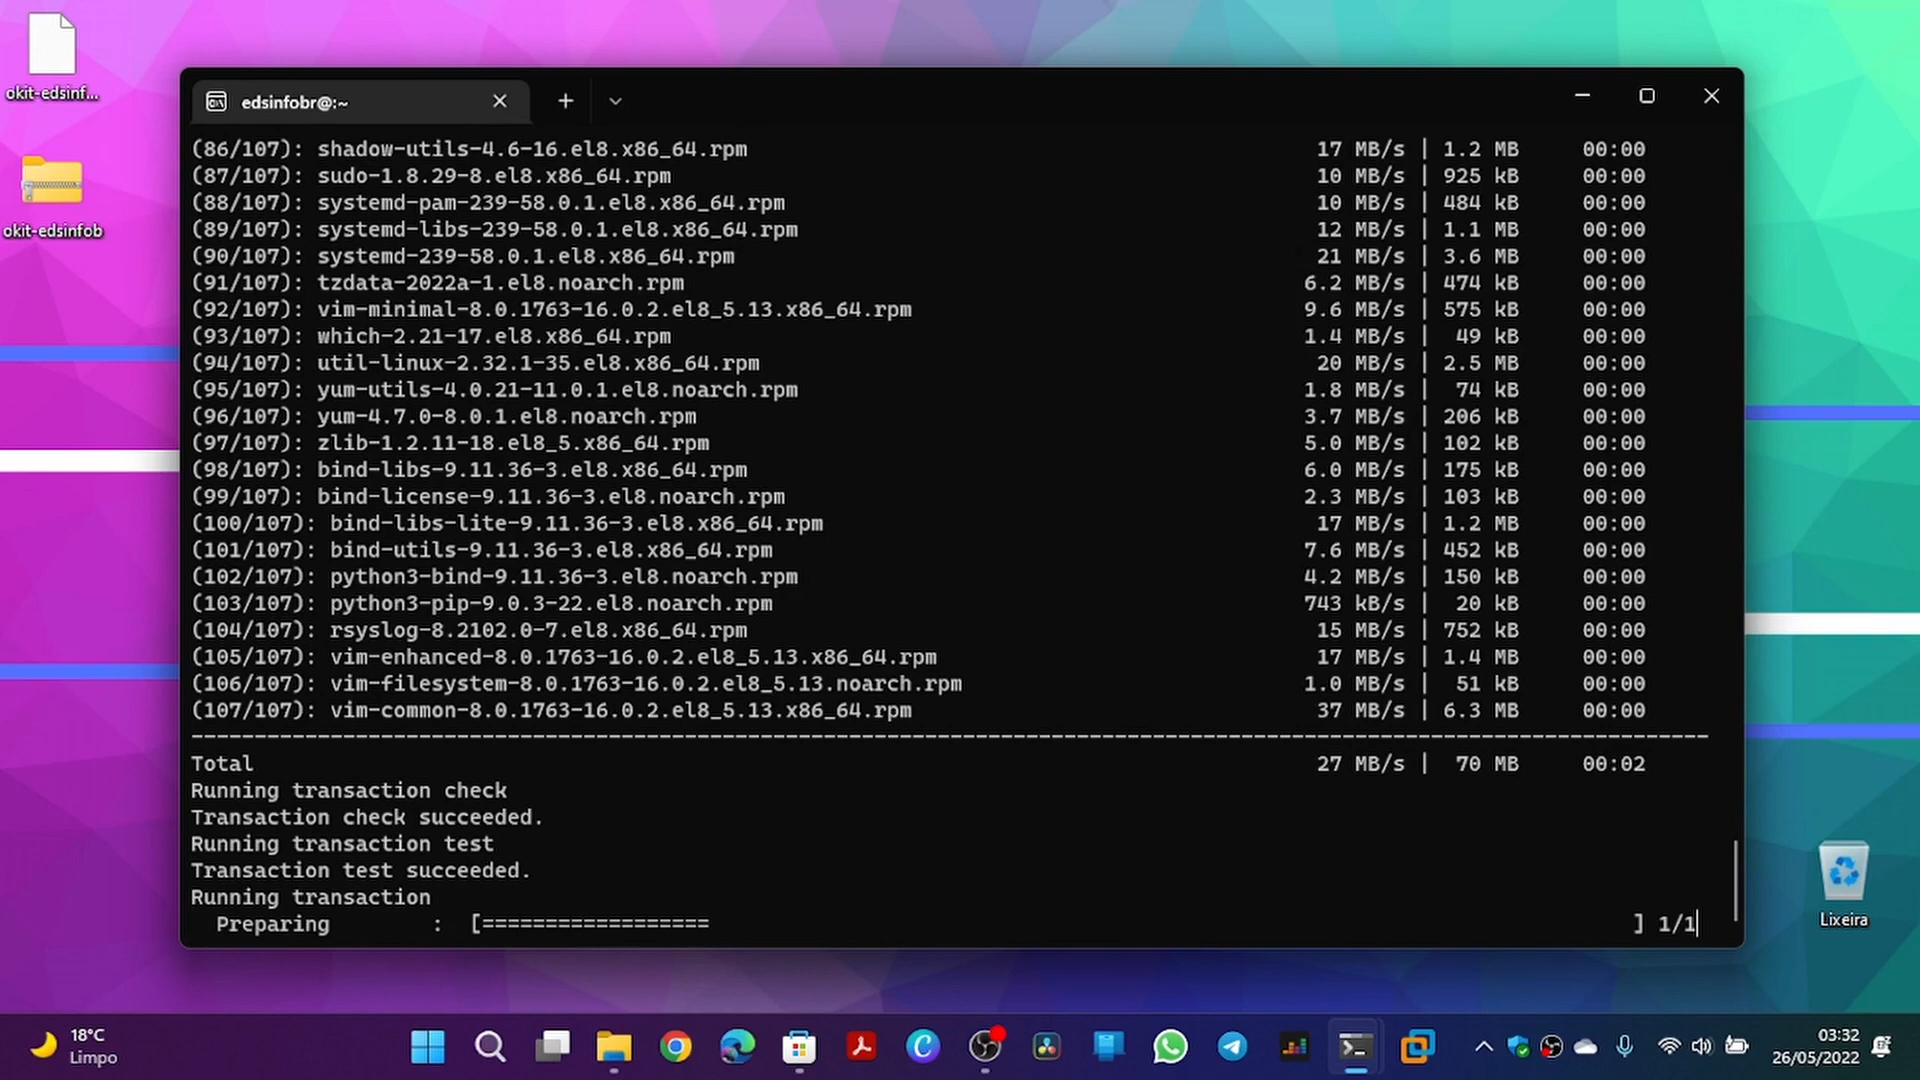 okit-edsinf...
okit-edsinfob
edsinfobr@:~
(86/107): shadow-utils-4.6-16.el8.x86_64.rpm 17 MB/s | 1.2 MB 00:00
(87/107): sudo-1.8.29-8.el8.x86_64.rpm 10 MB/s | 925 kB 00:00
(88/107): systemd-pam-239-58.0.1.el8.x86_64.rpm 10 MB/s | 484 kB 00:00
(89/107): systemd-libs-239-58.0.1.el8.x86_64.rpm 12 MB/s | 1.1 MB 00:00
(90/107): systemd-239-58.0.1.el8.x86_64.rpm 21 MB/s | 3.6 MB 00:00
(91/107): tzdata-2022a-1.el8.noarch.rpm 6.2 MB/s | 474 kB 00:00
(92/107): vim-minimal-8.0.1763-16.0.2.el8_5.13.x86_64.rpm 9.6 MB/s | 575 kB 00:00
(93/107): which-2.21-17.el8.x86_64.rpm 1.4 MB/s | 49 kB 00:00
(94/107): util-linux-2.32.1-35.el8.x86_64.rpm 20 MB/s | 2.5 MB 00:00
(95/107): yum-utils-4.0.21-11.0.1.el8.noarch.rpm 1.8 MB/s | 74 kB 00:00
(96/107): yum-4.7.0-8.0.1.el8.noarch.rpm 3.7 MB/s | 206 kB 00:00
(97/107): zlib-1.2.11-18.el8_5.x86_64.rpm 5.0 MB/s | 102 kB 00:00
(98/107): bind-libs-9.11.36-3.el8.x86_64.rpm 6.0 MB/s | 175 kB 00:00
(99/107): bind-license-9.11.36-3.el8.noarch.rpm 2.3 MB/s | 103 kB 00:00
(100/107): bind-libs-lite-9.11.36-3.el8.x86_64.rpm 17 MB/s | 1.2 MB 00:00
(101/107): bind-utils-9.11.36-3.el8.x86_64.rpm 7.6 MB/s | 452 kB 00:00
(102/107): python3-bind-9.11.36-3.el8.noarch.rpm 4.2 MB/s | 150 kB 00:00
(103/107): python3-pip-9.0.3-22.el8.noarch.rpm 743 kB/s | 20 kB 00:00
(104/107): rsyslog-8.2102.0-7.el8.x86_64.rpm 15 MB/s | 752 kB 00:00
(105/107): vim-enhanced-8.0.1763-16.0.2.el8_5.13.x86_64.rpm 17 MB/s | 1.4 MB 00:00
(106/107): vim-filesystem-8.0.1763-16.0.2.el8_5.13.noarch.rpm 1.0 MB/s | 51 kB 00:00
(107/107): vim-common-8.0.1763-16.0.2.el8_5.13.x86_64.rpm 37 MB/s | 6.3 MB 00:00
Total 27 MB/s | 70 MB 00:02
Running transaction check
Transaction check succeeded.
Running transaction test
Transaction test succeeded.
Running transaction
Preparing : [================== ] 1/1
Lixeira
18°C
Limpo
03:32
26/05/2022